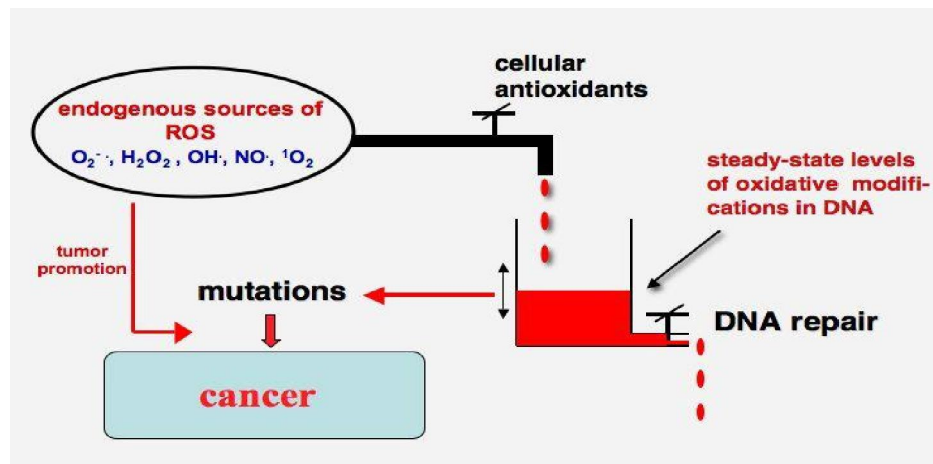 cellular
antioxidants
endogenous sources of
ROS
O₂⁻·, H₂O₂ , OH·, NO·, ¹O₂
steady-state levels
of oxidative modifi-
cations in DNA
tumor
promotion
mutations
DNA repair
cancer